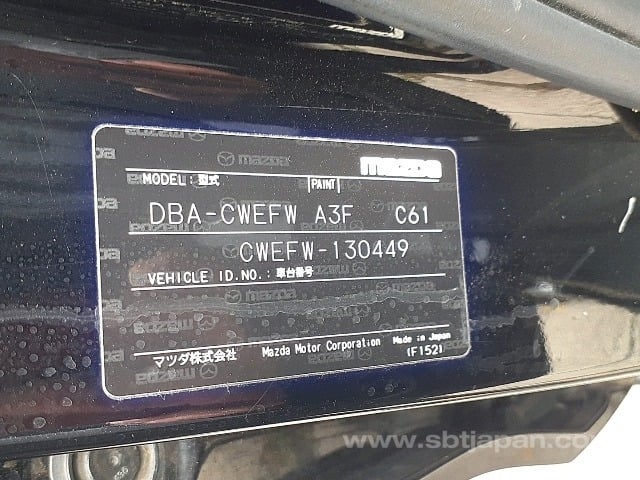 mazda
MODEL:型式 PAINT
DBA-CWEFW A3F C61
CWEFW-130449
VEHICLE ID.NO.:車台番号
マツダ株式会社 Mazda Motor Corporation Made in Japan
(F152)
www.sbtjapan.com